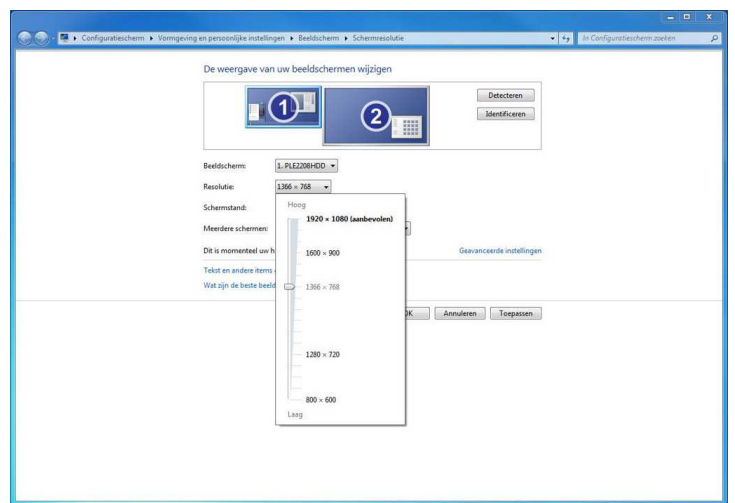 Configuratiescherm ▸ Vormgeving en persoonlijke instellingen ▸ Beeldscherm ▸ Schermresolutie
In Configuratiescherm zoeken
De weergave van uw beeldschermen wijzigen
1
2
Detecteren
Identificeren
Beeldscherm: 1. PLE2208HDD
Resolutie: 1366 × 768
Schermstand:
Meerdere schermen:
Dit is momenteel uw h
Geavanceerde instellingen
Tekst en andere items
Wat zijn de beste beeld
Hoog
1920 × 1080 (aanbevolen)
1600 × 900
1366 × 768
1280 × 720
800 × 600
Laag
Annuleren
Toepassen